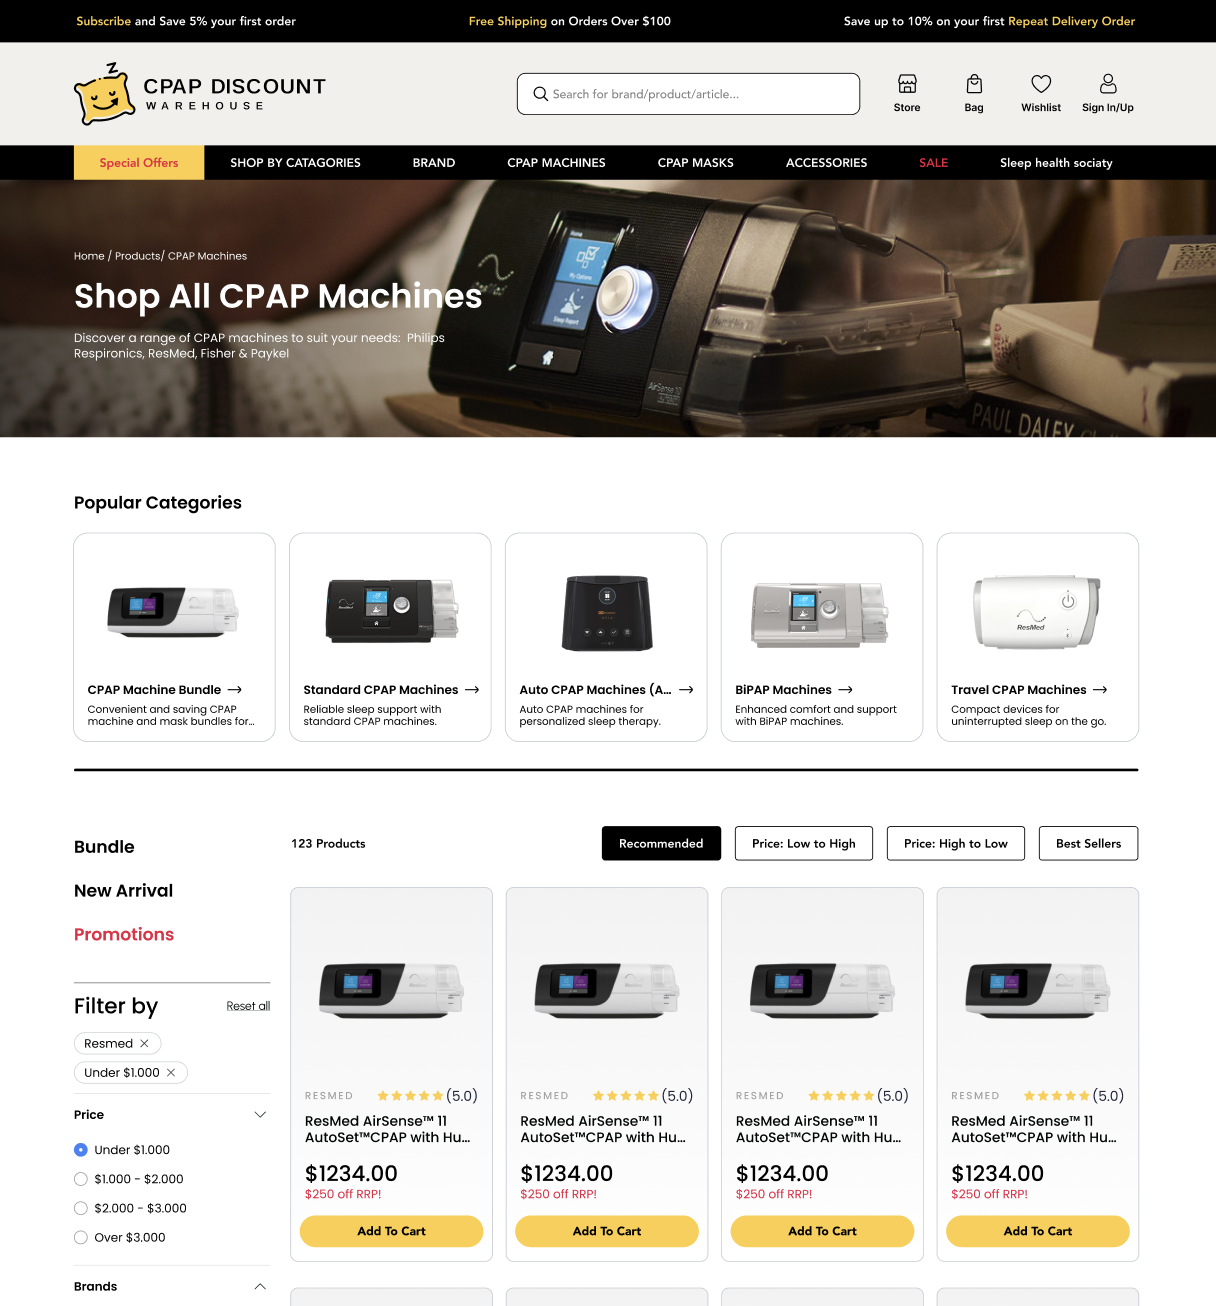 Subscribe and Save 5% your first order
Free Shipping on Orders Over $100
Save up to 10% on your first Repeat Delivery Order
CPAP DISCOUNT
WAREHOUSE
Search for brand/product/article...
Store
Bag
Wishlist
Sign In/Up
Special Offers
SHOP BY CATAGORIES
BRAND
CPAP MACHINES
CPAP MASKS
ACCESSORIES
SALE
Sleep health sociaty
Home / Products/ CPAP Machines
Shop All CPAP Machines
Discover a range of CPAP machines to suit your needs:  Philips
Respironics, ResMed, Fisher & Paykel
Home
My Options
Sleep Report
AirSense 10
PAUL DALEY
Popular Categories
ResMed
ResMed
ResMed
CPAP Machine Bundle
Convenient and saving CPAP
machine and mask bundles for...
Standard CPAP Machines
Reliable sleep support with
standard CPAP machines.
Auto CPAP Machines (A...
Auto CPAP machines for
personalized sleep therapy.
BiPAP Machines
Enhanced comfort and support
with BiPAP machines.
Travel CPAP Machines
Compact devices for
uninterrupted sleep on the go.
Bundle
New Arrival
Promotions
Filter by
Reset all
Resmed
Under $1.000
Price
Under $1.000
$1.000 - $2.000
$2.000 - $3.000
Over $3.000
Brands
123 Products
Recommended
Price: Low to High
Price: High to Low
Best Sellers
RESMED
(5.0)
ResMed AirSense™ 11
AutoSet™CPAP with Hu...
$1234.00
$250 off RRP!
Add To Cart
RESMED
(5.0)
ResMed AirSense™ 11
AutoSet™CPAP with Hu...
$1234.00
$250 off RRP!
Add To Cart
RESMED
(5.0)
ResMed AirSense™ 11
AutoSet™CPAP with Hu...
$1234.00
$250 off RRP!
Add To Cart
RESMED
(5.0)
ResMed AirSense™ 11
AutoSet™CPAP with Hu...
$1234.00
$250 off RRP!
Add To Cart